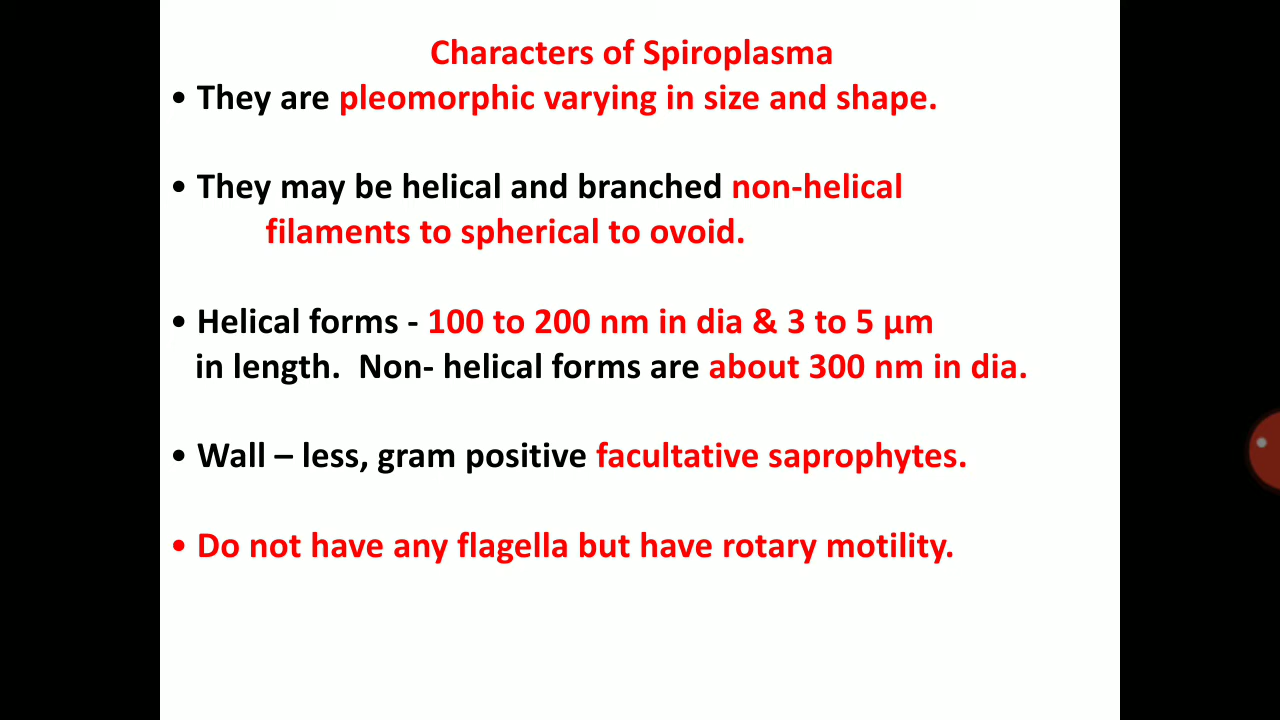 Characters of Spiroplasma
• They are pleomorphic varying in size and shape.
• They may be helical and branched non-helical
filaments to spherical to ovoid.
• Helical forms - 100 to 200 nm in dia & 3 to 5 µm
in length. Non- helical forms are about 300 nm in dia.
• Wall – less, gram positive facultative saprophytes.
• Do not have any flagella but have rotary motility.